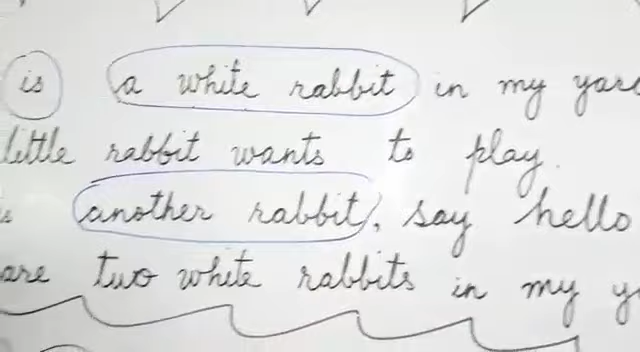 is a white rabbit in my yard
little rabbit wants to play.
another rabbit, say hello
are two white rabbits in my